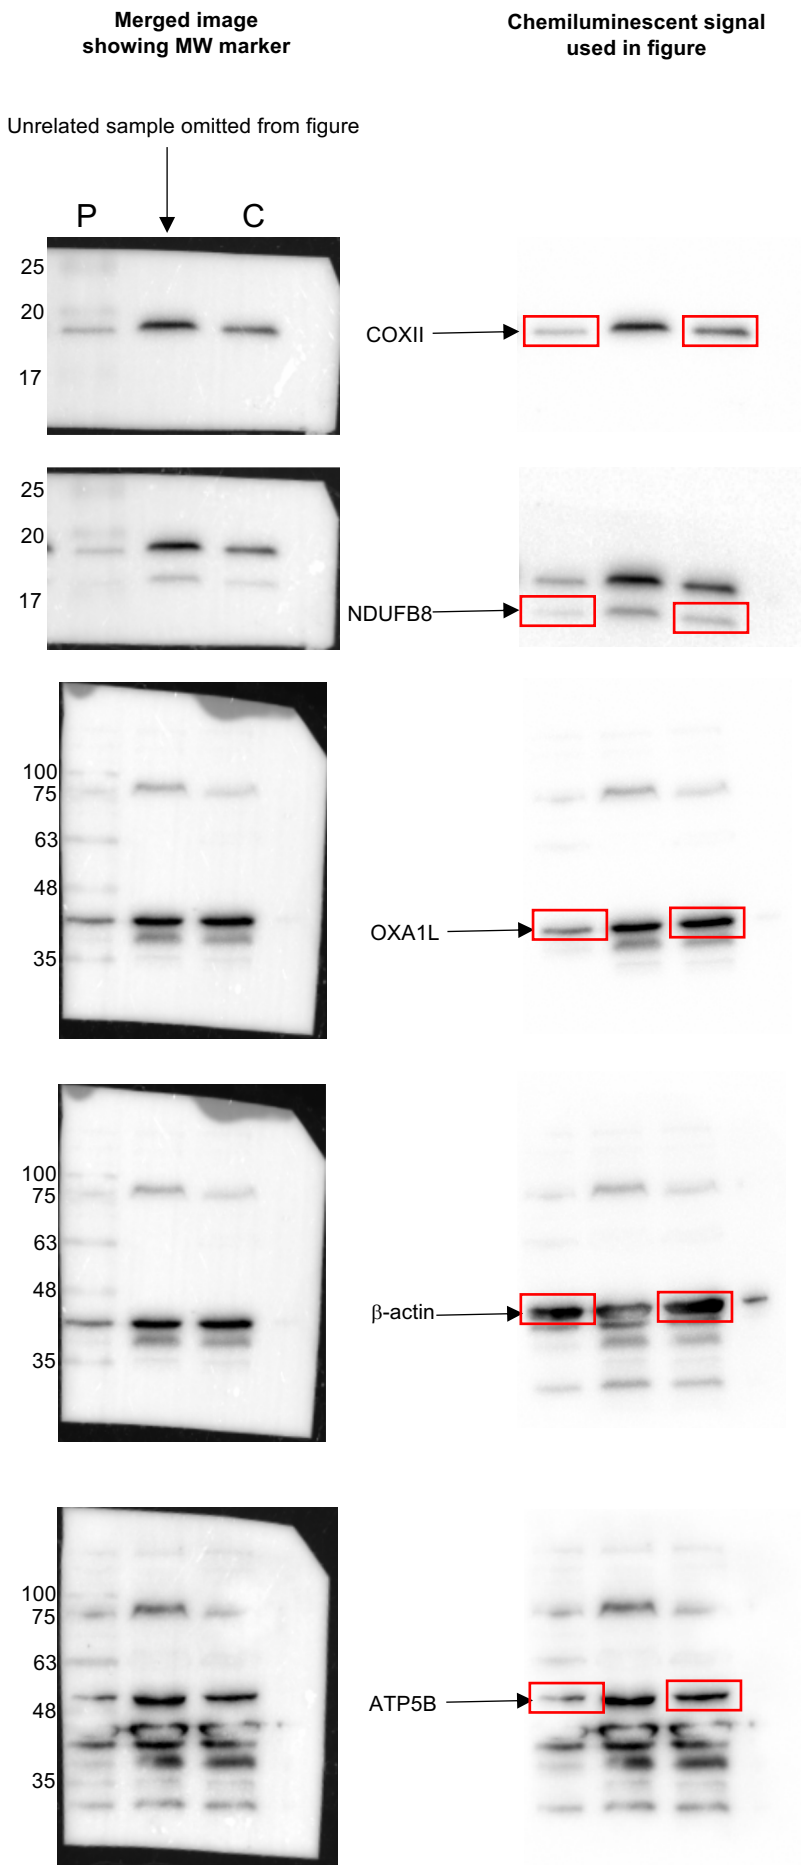 Merged image
showing MW marker
Chemiluminescent signal
used in figure
Unrelated sample omitted from figure
P
C
25
20
17
COXII
25
20
17
NDUFB8
100
75
63
48
35
OXA1L
100
75
63
48
35
β-actin
100
75
63
48
35
ATP5B